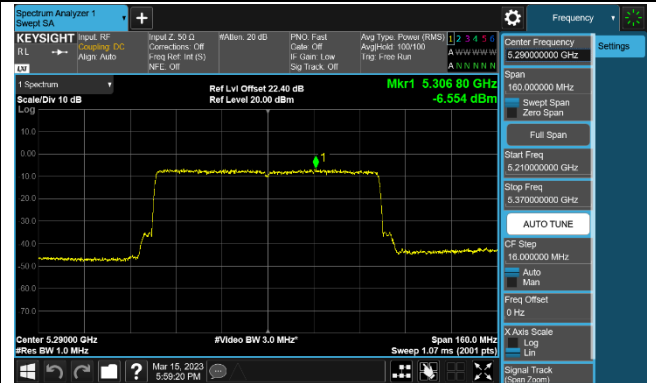 Spectrum Analyzer 1
Swept SA
Frequency
KEYSIGHT
RL
LXI
Input: RF
Coupling: DC
Align: Auto
Input Z: 50 Ω
Corrections: Off
Freq Ref: Int (S)
NFE: Off
#Atten: 20 dB
PNO: Fast
Gate: Off
IF Gain: Low
Sig Track: Off
Avg Type: Power (RMS)
Avg|Hold: 100/100
Trig: Free Run
1 2 3 4 5 6
A W W W W W
A N N N N N
1 Spectrum
Scale/Div 10 dB
Log
Ref Lvl Offset 22.40 dB
Ref Level 20.00 dBm
Mkr1 5.306 80 GHz
-6.554 dBm
1
10.0
0.00
-10.0
-20.0
-30.0
-40.0
-50.0
-60.0
-70.0
Center 5.29000 GHz
#Res BW 1.0 MHz
#Video BW 3.0 MHz*
Span 160.0 MHz
Sweep 1.07 ms (2001 pts)
Mar 15, 2023
5:59:20 PM
Center Frequency
5.290000000 GHz
Settings
Span
160.000000 MHz
Swept Span
Zero Span
Full Span
Start Freq
5.210000000 GHz
Stop Freq
5.370000000 GHz
AUTO TUNE
CF Step
16.000000 MHz
Auto
Man
Freq Offset
0 Hz
X Axis Scale
Log
Lin
Signal Track
(Span Zoom)